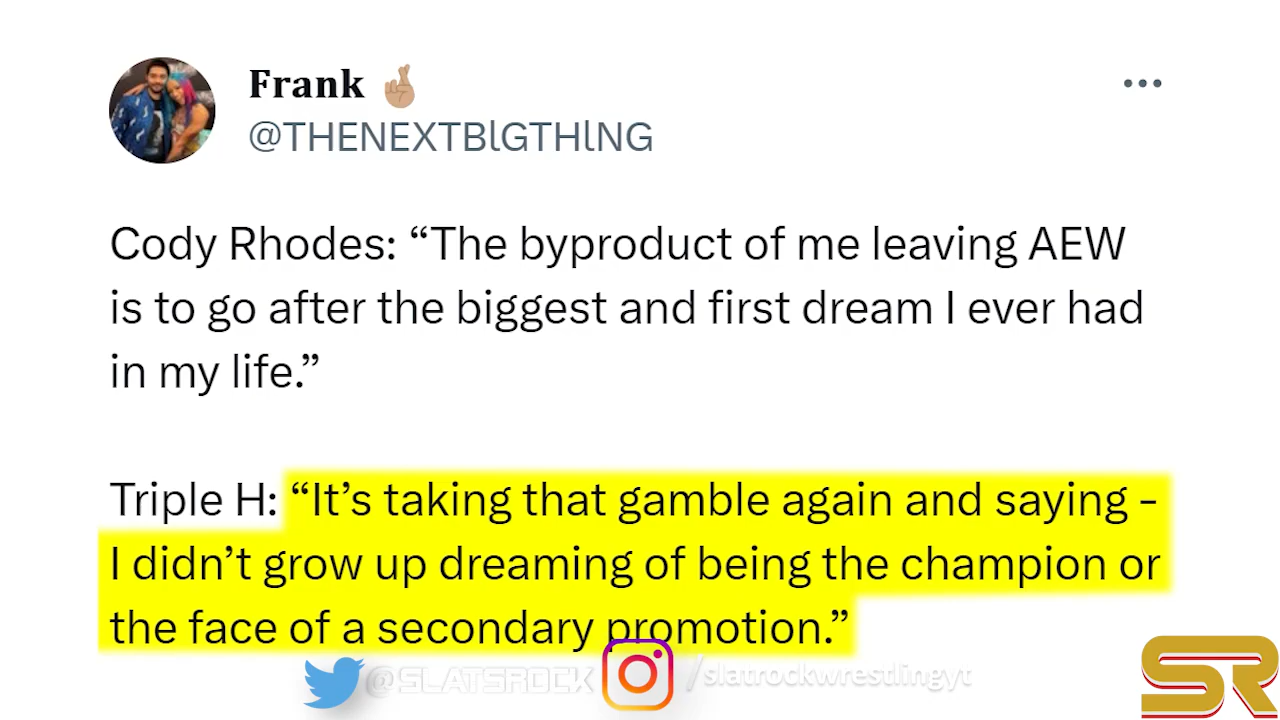 Frank 🤞🏼
@THENEXTBlGTHlNG
Cody Rhodes: “The byproduct of me leaving AEW
is to go after the biggest and first dream I ever had
in my life.”
Triple H: “It’s taking that gamble again and saying -
I didn’t grow up dreaming of being the champion or
the face of a secondary promotion.”
@SLATSROCK
/slatrockwrestlingyt
SR